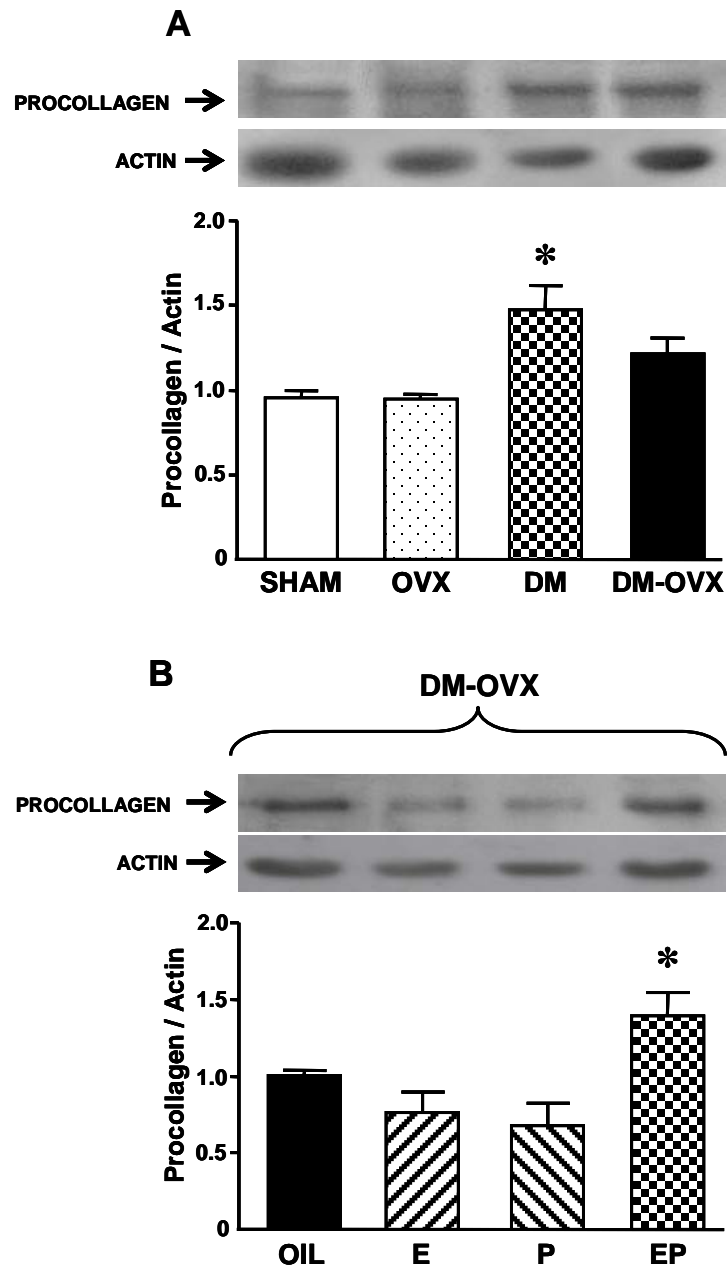 A
PROCOLLAGEN
ACTIN
2.0
*
1.5
1.0
0.5
0
Procollagen / Actin
SHAM OVX DM DM-OVX
B
DM-OVX
PROCOLLAGEN
ACTIN
2.0
*
1.5
1.0
0.5
0
Procollagen / Actin
OIL E P EP